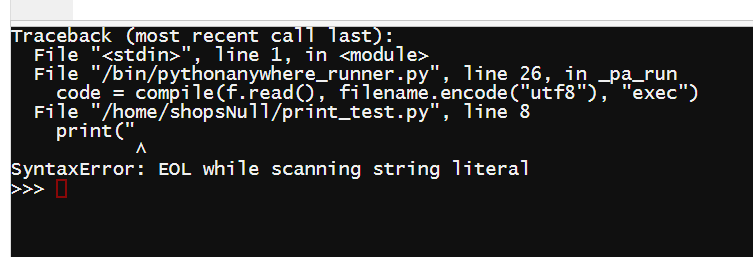 Traceback (most recent call last):
  File "<stdin>", line 1, in <module>
  File "/bin/pythonanywhere_runner.py", line 26, in _pa_run
    code = compile(f.read(), filename.encode("utf8"), "exec")
  File "/home/shopsNull/print_test.py", line 8
    print("
           ^
SyntaxError: EOL while scanning string literal
>>>